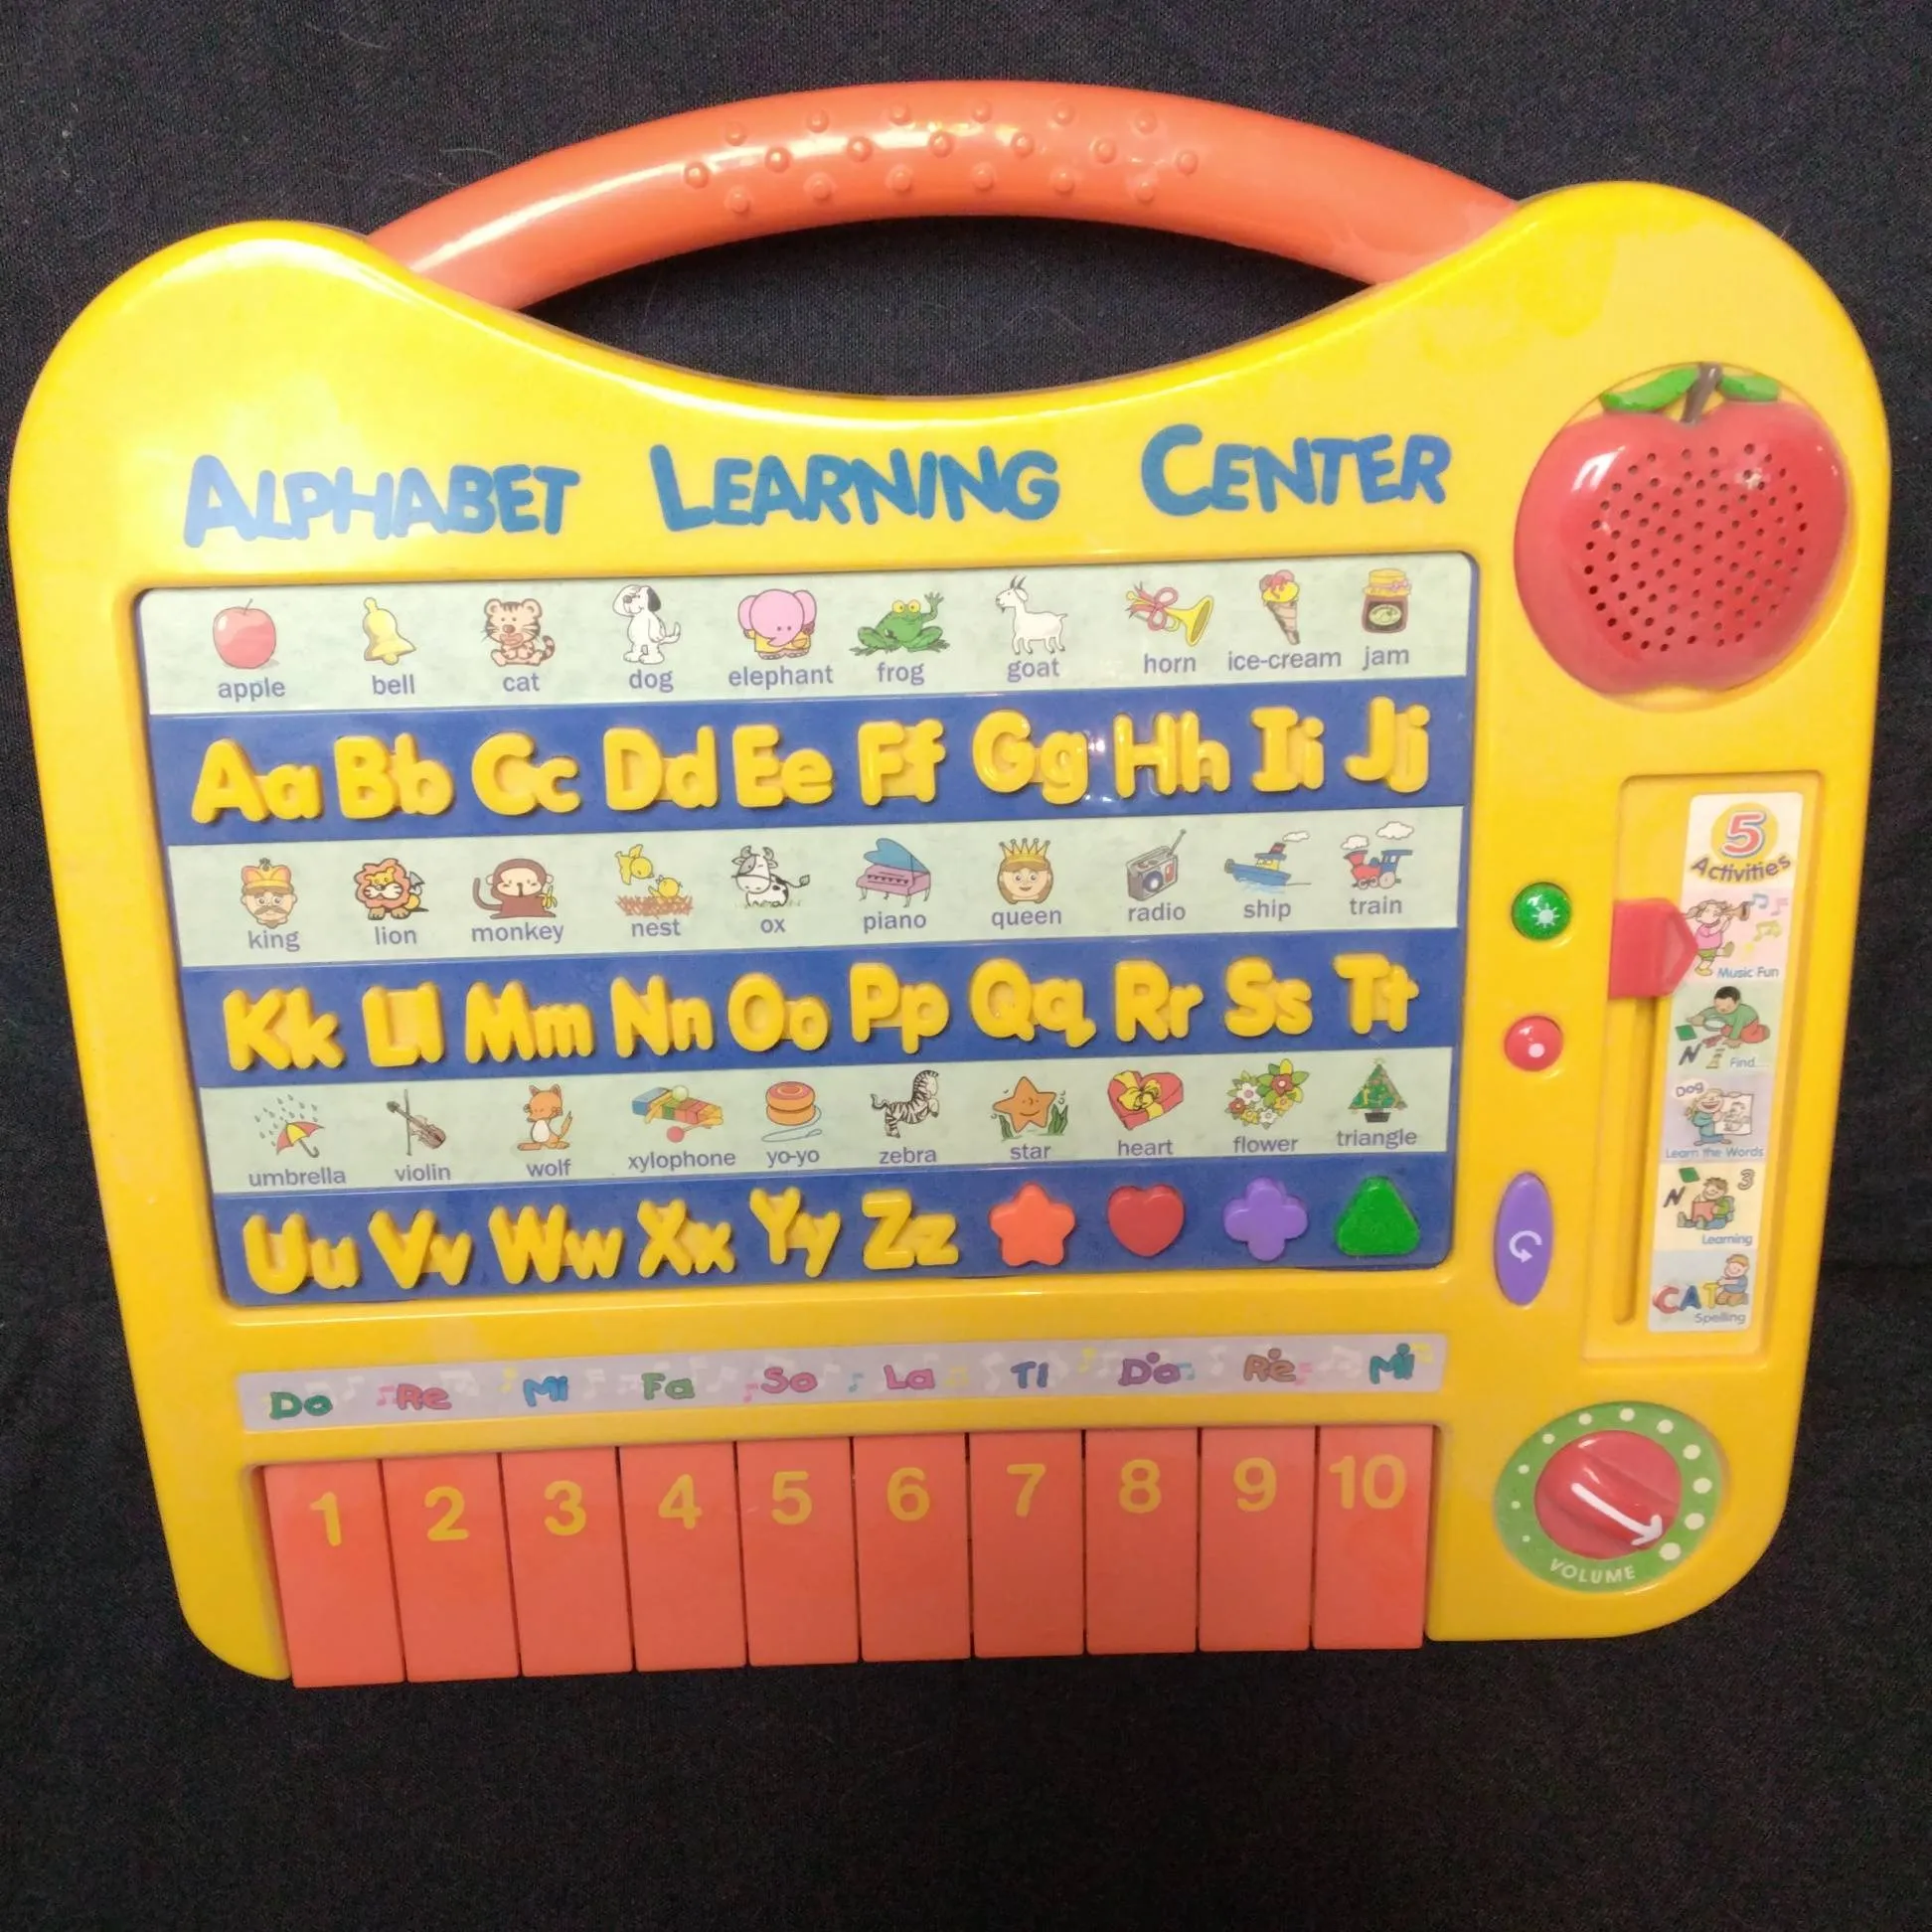 ALPHABET LEARNING CENTER
apple bell cat dog elephant frog goat horn ice-cream jam
Aa Bb Cc Dd Ee Ff Gg Hh Ii Jj
king lion monkey nest ox piano queen radio ship train
Kk Ll Mm Nn Oo Pp Qq Rr Ss Tt
umbrella violin wolf xylophone yo-yo zebra star heart flower triangle
Uu Vv Ww Xx Yy Zz
Do Re Mi Fa So La Ti Do Re Mi
1 2 3 4 5 6 7 8 9 10
5
Activities
Music Fun
N
Find...
Dog
Learn the Words
N 3
Learning
CAT
Spelling
VOLUME